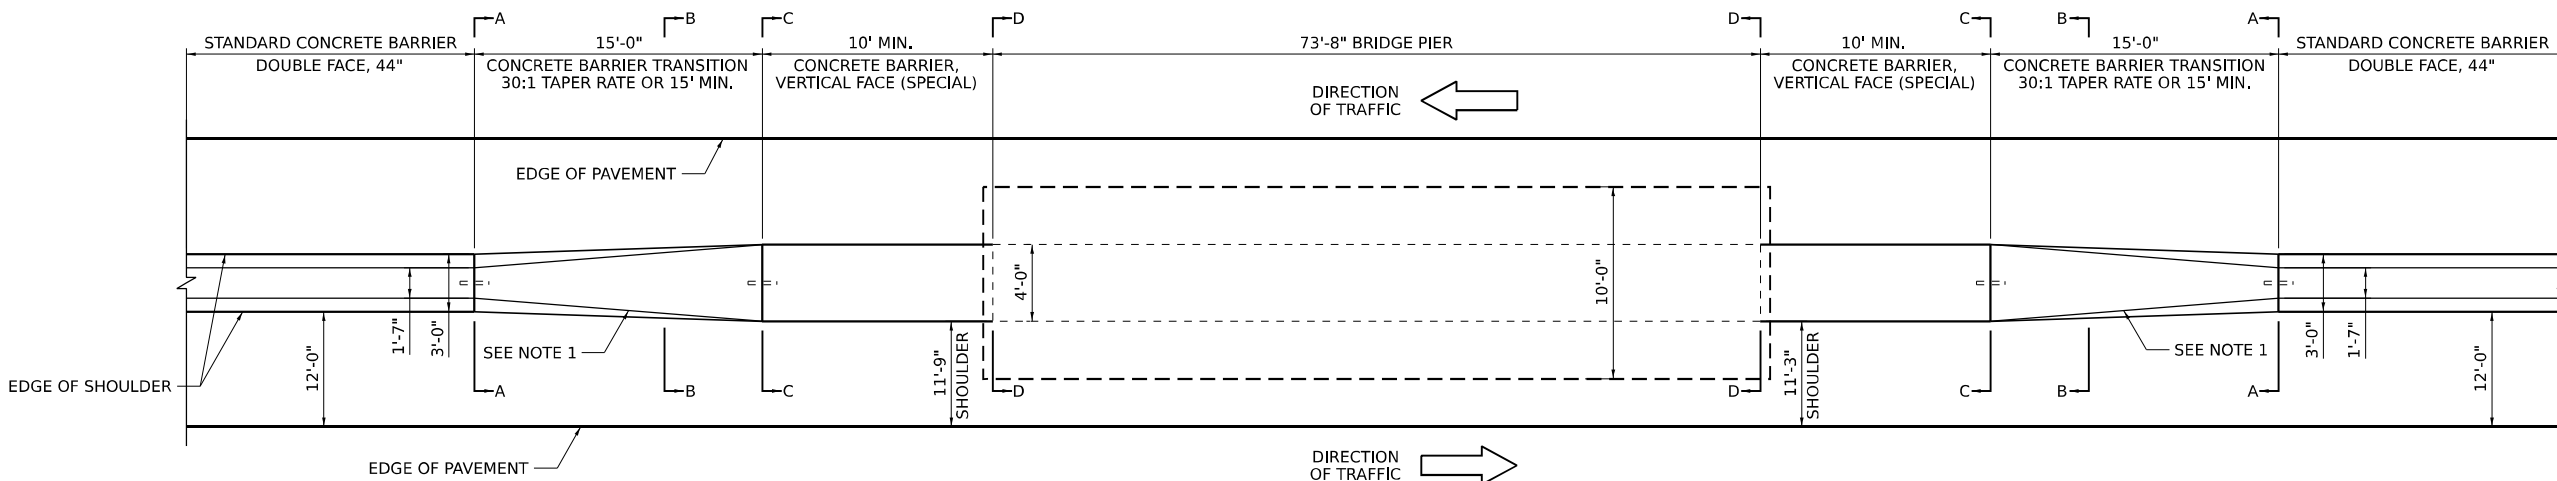 A
B
C
D
D
C
B
A
STANDARD CONCRETE BARRIER
DOUBLE FACE, 44"
15'-0"
CONCRETE BARRIER TRANSITION
30:1 TAPER RATE OR 15' MIN.
10' MIN.
CONCRETE BARRIER,
VERTICAL FACE (SPECIAL)
73'-8" BRIDGE PIER
10' MIN.
CONCRETE BARRIER,
VERTICAL FACE (SPECIAL)
15'-0"
CONCRETE BARRIER TRANSITION
30:1 TAPER RATE OR 15' MIN.
STANDARD CONCRETE BARRIER
DOUBLE FACE, 44"
DIRECTION
OF TRAFFIC
EDGE OF PAVEMENT
1'-7"
3'-0"
4'-0"
10'-0"
3'-0"
1'-7"
SEE NOTE 1
SEE NOTE 1
EDGE OF SHOULDER
12'-0"
11'-9"
SHOULDER
11'-3"
SHOULDER
12'-0"
A
B
C
D
D
C
B
A
EDGE OF PAVEMENT
DIRECTION
OF TRAFFIC